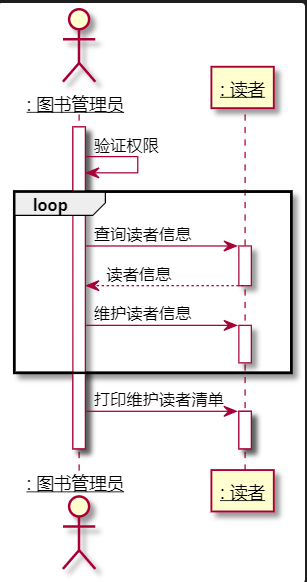 : 图书管理员
: 读者
验证权限
loop
查询读者信息
读者信息
维护读者信息
打印维护读者清单
: 图书管理员
: 读者